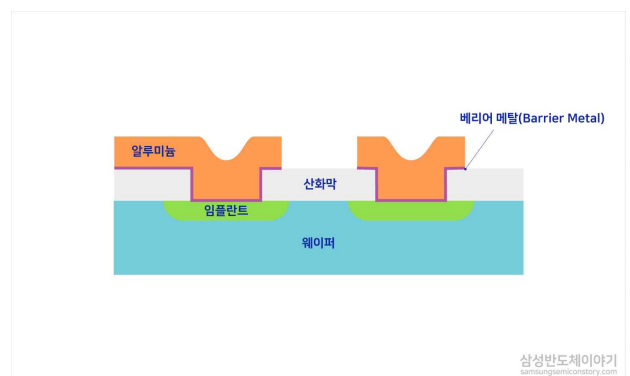 베리어 메탈(Barrier Metal)
알루미늄
산화막
임플란트
웨이퍼
삼성반도체이야기
samsungsemiconstory.com